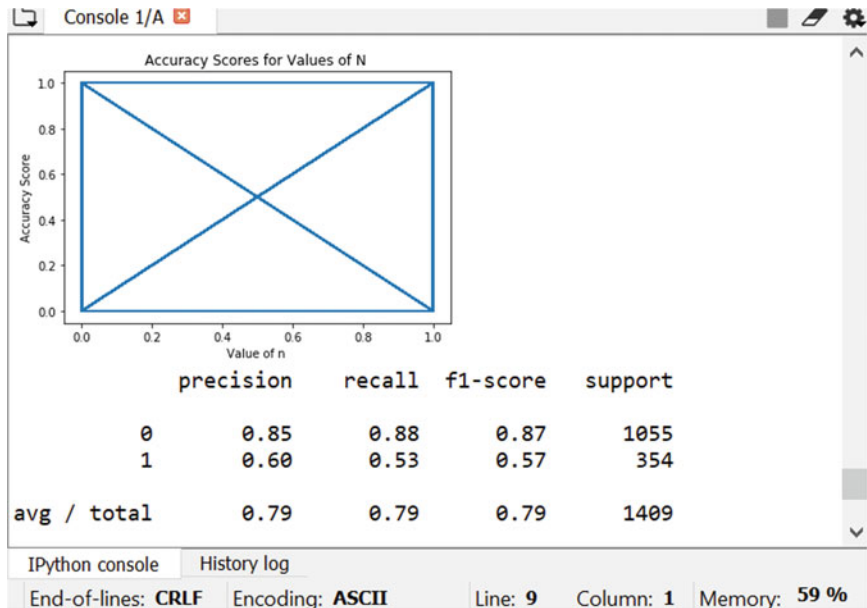 Console 1/A
Accuracy Scores for Values of N
1.0
0.8
0.6
0.4
0.2
0.0
Accuracy Score
0.0 0.2 0.4 0.6 0.8 1.0
Value of n
precision recall f1-score support
0 0.85 0.88 0.87 1055
1 0.60 0.53 0.57 354
avg / total 0.79 0.79 0.79 1409
IPython console History log
End-of-lines: CRLF Encoding: ASCII Line: 9 Column: 1 Memory: 59 %